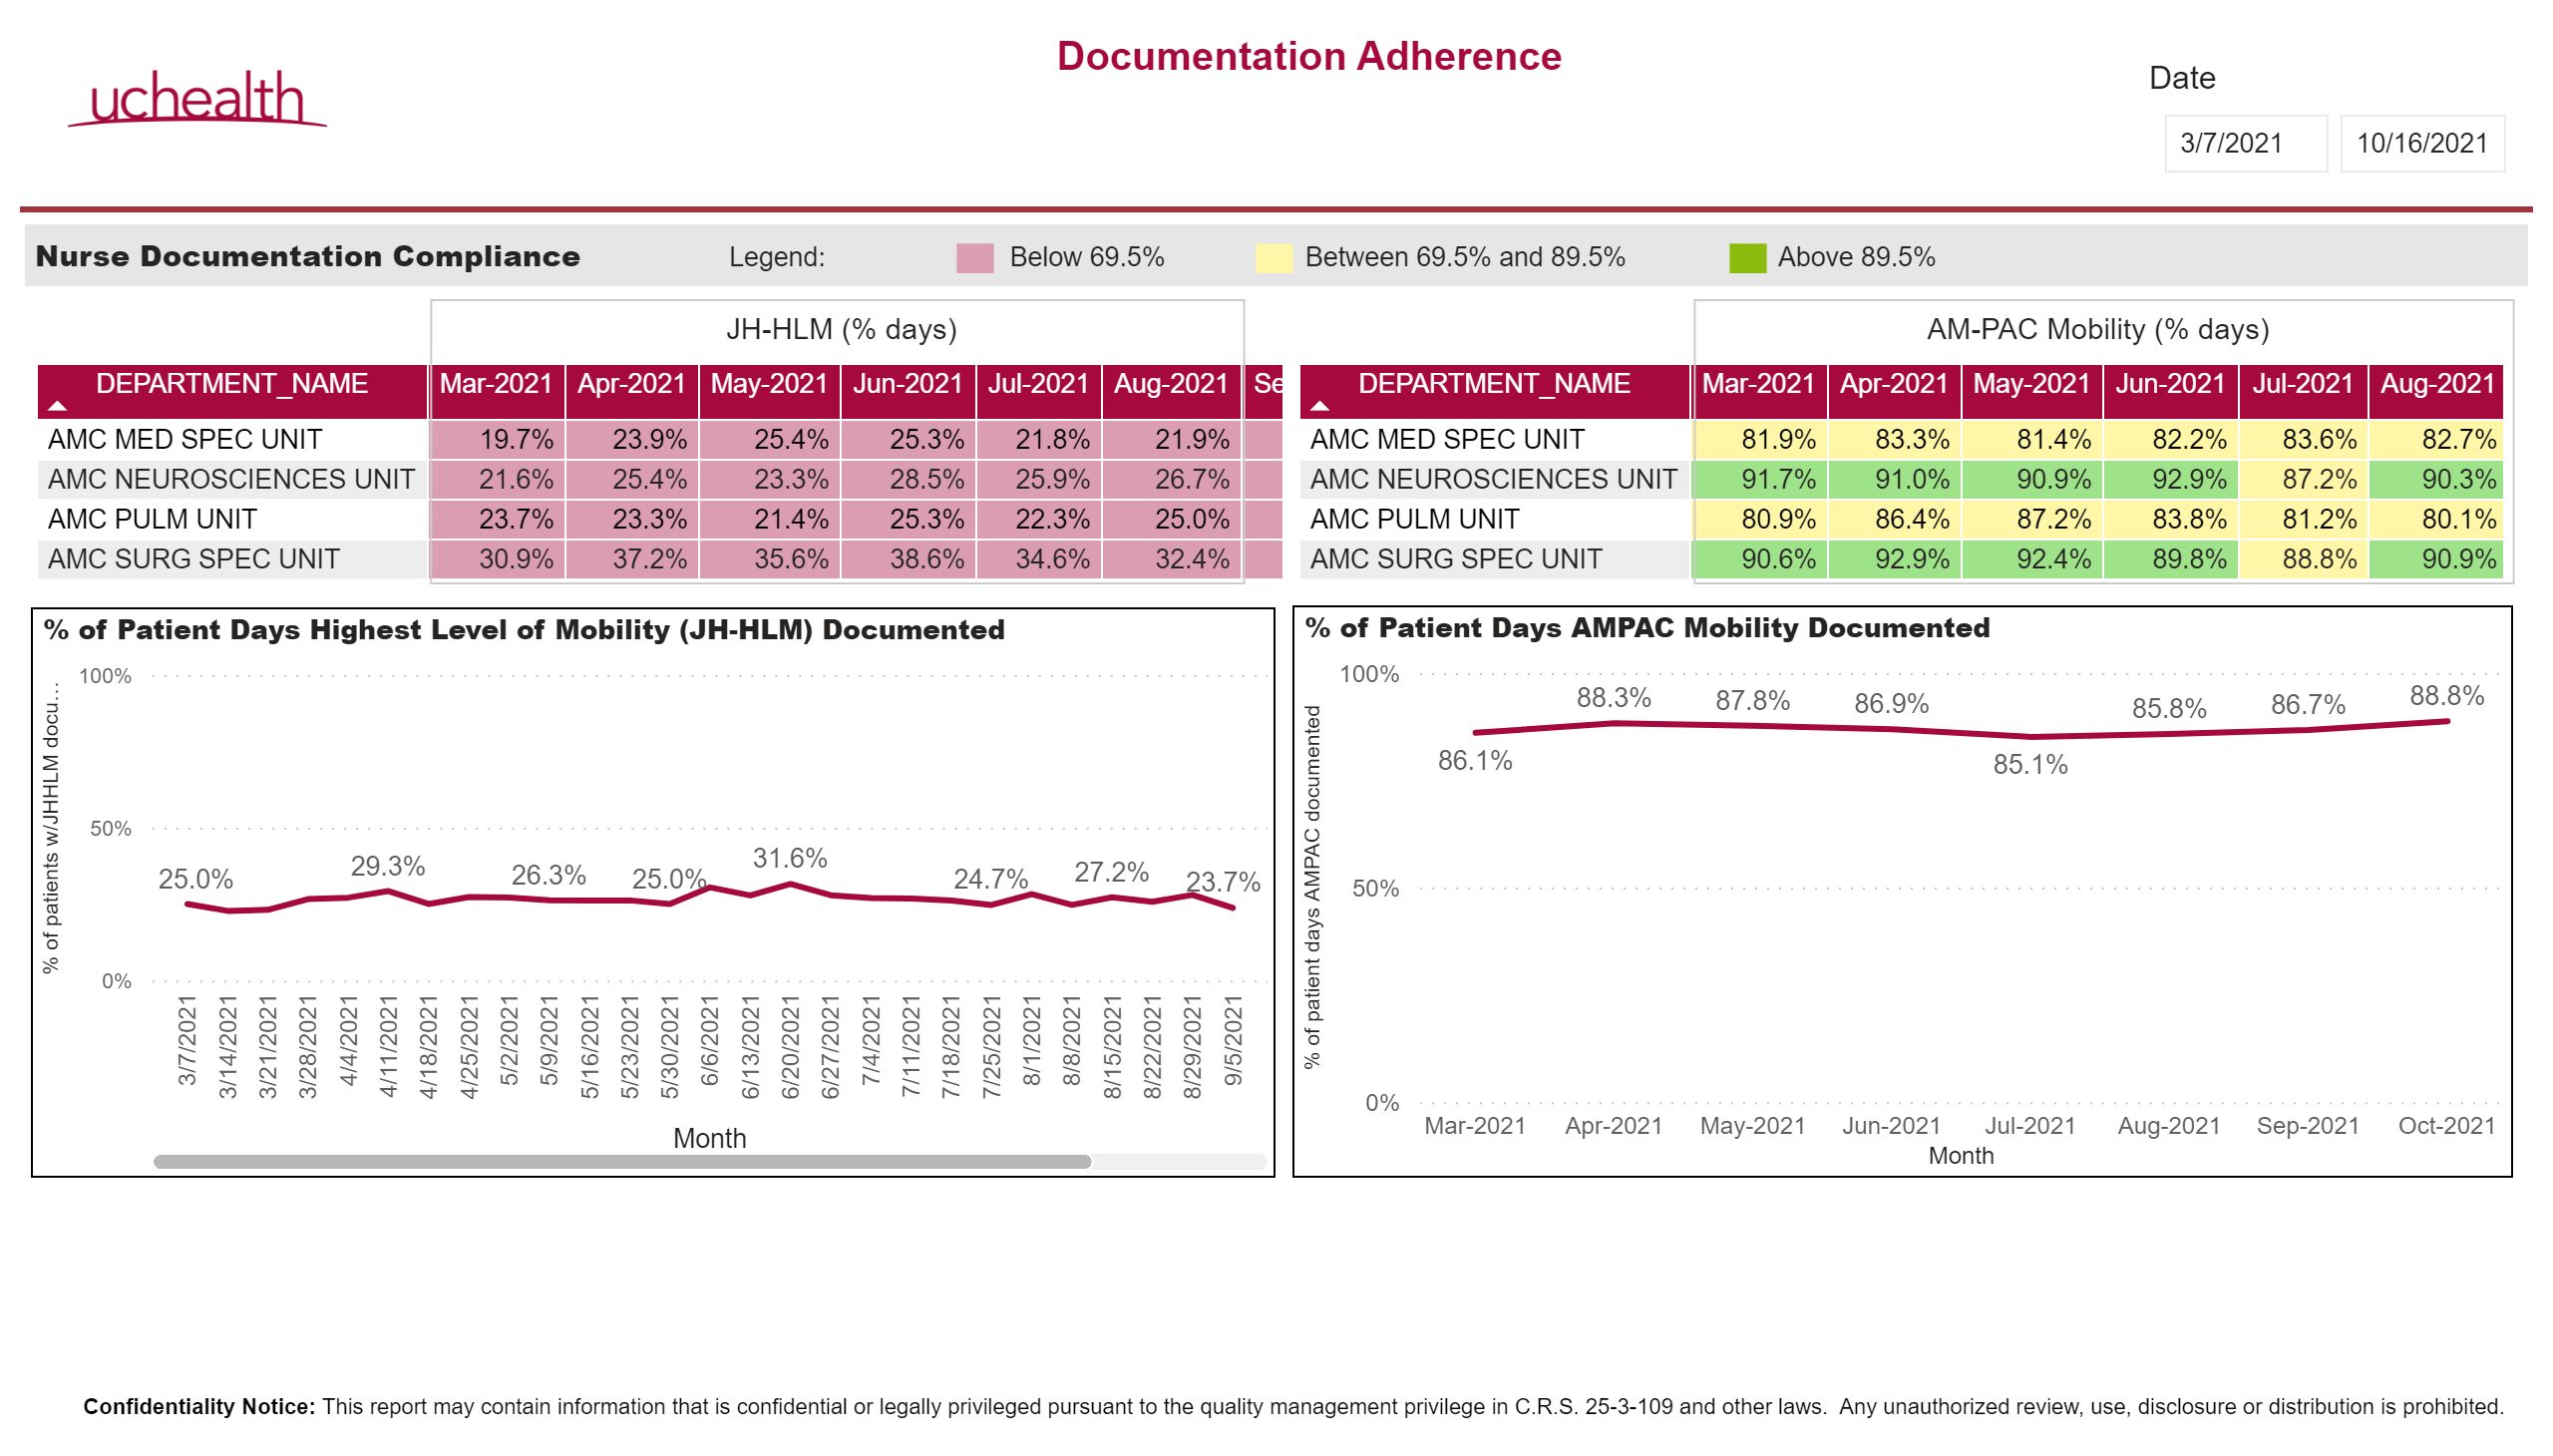 Documentation Adherence
uchealth
Date
3/7/2021 10/16/2021
Nurse Documentation Compliance Legend: Below 69.5% Between 69.5% and 89.5% Above 89.5%
JH-HLM (% days)
DEPARTMENT_NAME Mar-2021 Apr-2021 May-2021 Jun-2021 Jul-2021 Aug-2021 Se
AMC MED SPEC UNIT 19.7% 23.9% 25.4% 25.3% 21.8% 21.9%
AMC NEUROSCIENCES UNIT 21.6% 25.4% 23.3% 28.5% 25.9% 26.7%
AMC PULM UNIT 23.7% 23.3% 21.4% 25.3% 22.3% 25.0%
AMC SURG SPEC UNIT 30.9% 37.2% 35.6% 38.6% 34.6% 32.4%
AM-PAC Mobility (% days)
DEPARTMENT_NAME Mar-2021 Apr-2021 May-2021 Jun-2021 Jul-2021 Aug-2021
AMC MED SPEC UNIT 81.9% 83.3% 81.4% 82.2% 83.6% 82.7%
AMC NEUROSCIENCES UNIT 91.7% 91.0% 90.9% 92.9% 87.2% 90.3%
AMC PULM UNIT 80.9% 86.4% 87.2% 83.8% 81.2% 80.1%
AMC SURG SPEC UNIT 90.6% 92.9% 92.4% 89.8% 88.8% 90.9%
% of Patient Days Highest Level of Mobility (JH-HLM) Documented
% of patients w/JHHLM docu...
100%
50%
0%
25.0% 29.3% 26.3% 25.0% 31.6% 24.7% 27.2% 23.7%
3/7/2021 3/14/2021 3/21/2021 3/28/2021 4/4/2021 4/11/2021 4/18/2021 4/25/2021 5/2/2021 5/9/2021 5/16/2021 5/23/2021 5/30/2021 6/6/2021 6/13/2021 6/20/2021 6/27/2021 7/4/2021 7/11/2021 7/18/2021 7/25/2021 8/1/2021 8/8/2021 8/15/2021 8/22/2021 8/29/2021 9/5/2021
Month
% of Patient Days AMPAC Mobility Documented
% of patient days AMPAC documented
100%
50%
0%
86.1% 88.3% 87.8% 86.9% 85.1% 85.8% 86.7% 88.8%
Mar-2021 Apr-2021 May-2021 Jun-2021 Jul-2021 Aug-2021 Sep-2021 Oct-2021
Month
Confidentiality Notice: This report may contain information that is confidential or legally privileged pursuant to the quality management privilege in C.R.S. 25-3-109 and other laws. Any unauthorized review, use, disclosure or distribution is prohibited.